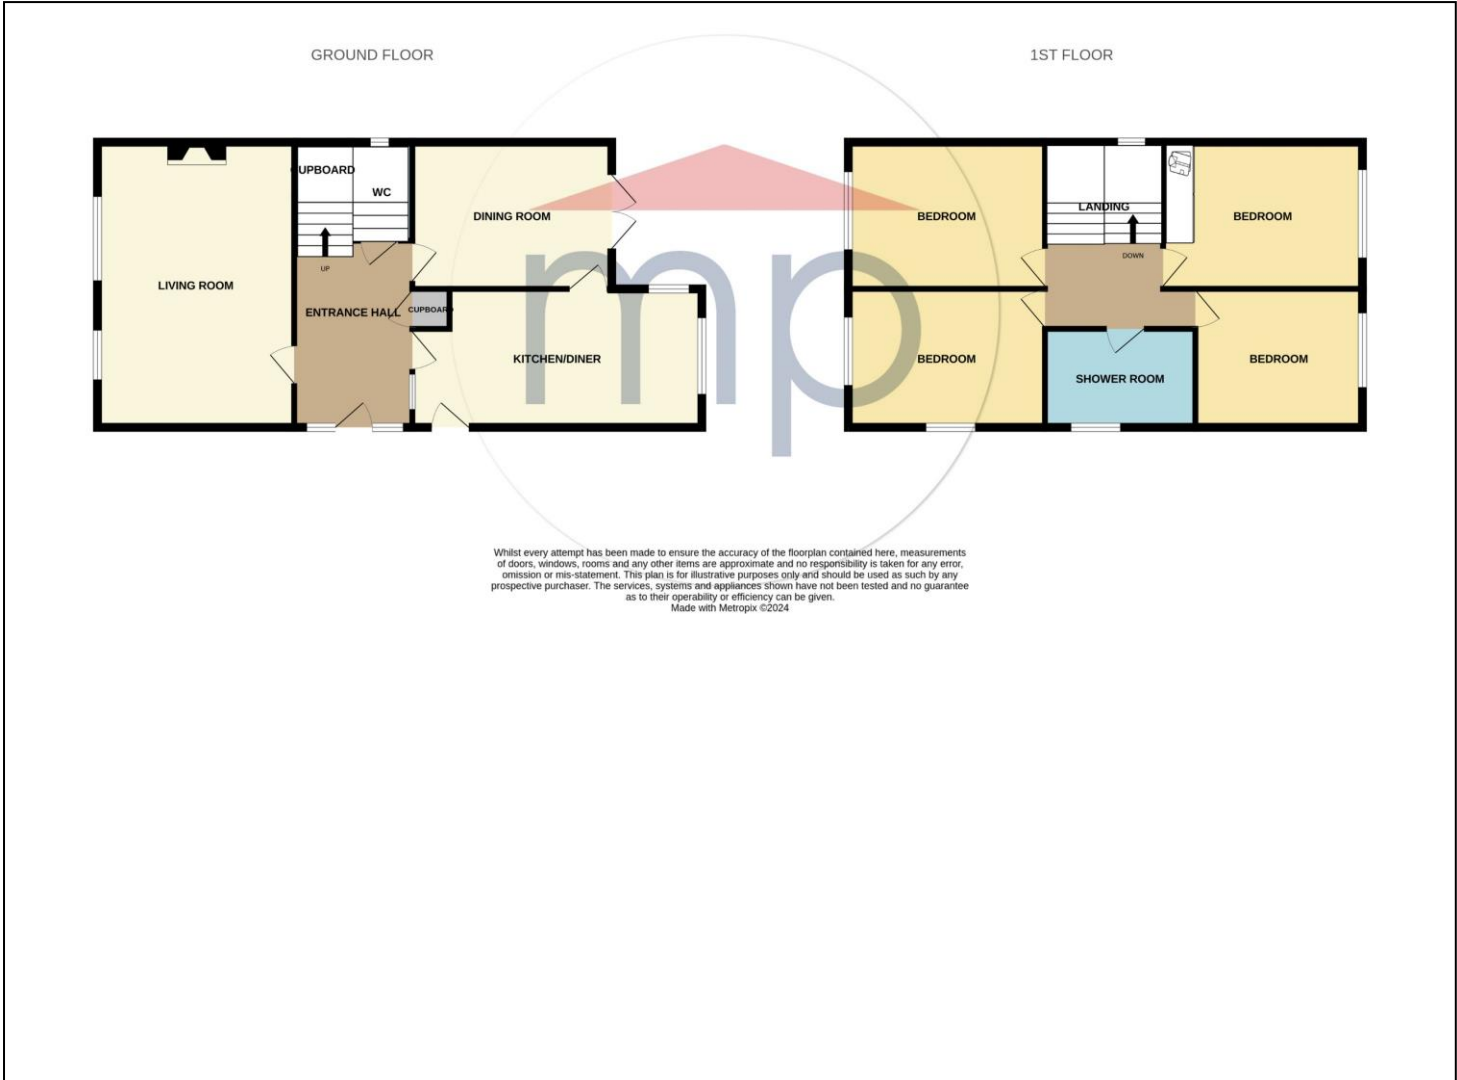 GROUND FLOOR
1ST FLOOR
CUPBOARD
WC
DINING ROOM
LIVING ROOM
UP
ENTRANCE HALL
CUPBOARD
KITCHEN/DINER
BEDROOM
LANDING
BEDROOM
DOWN
BEDROOM
SHOWER ROOM
BEDROOM
mp
Whilst every attempt has been made to ensure the accuracy of the floorplan contained here, measurements
of doors, windows, rooms and any other items are approximate and no responsibility is taken for any error,
omission or mis-statement. This plan is for illustrative purposes only and should be used as such by any
prospective purchaser. The services, systems and appliances shown have not been tested and no guarantee
as to their operability or efficiency can be given.
Made with Metropix ©2024